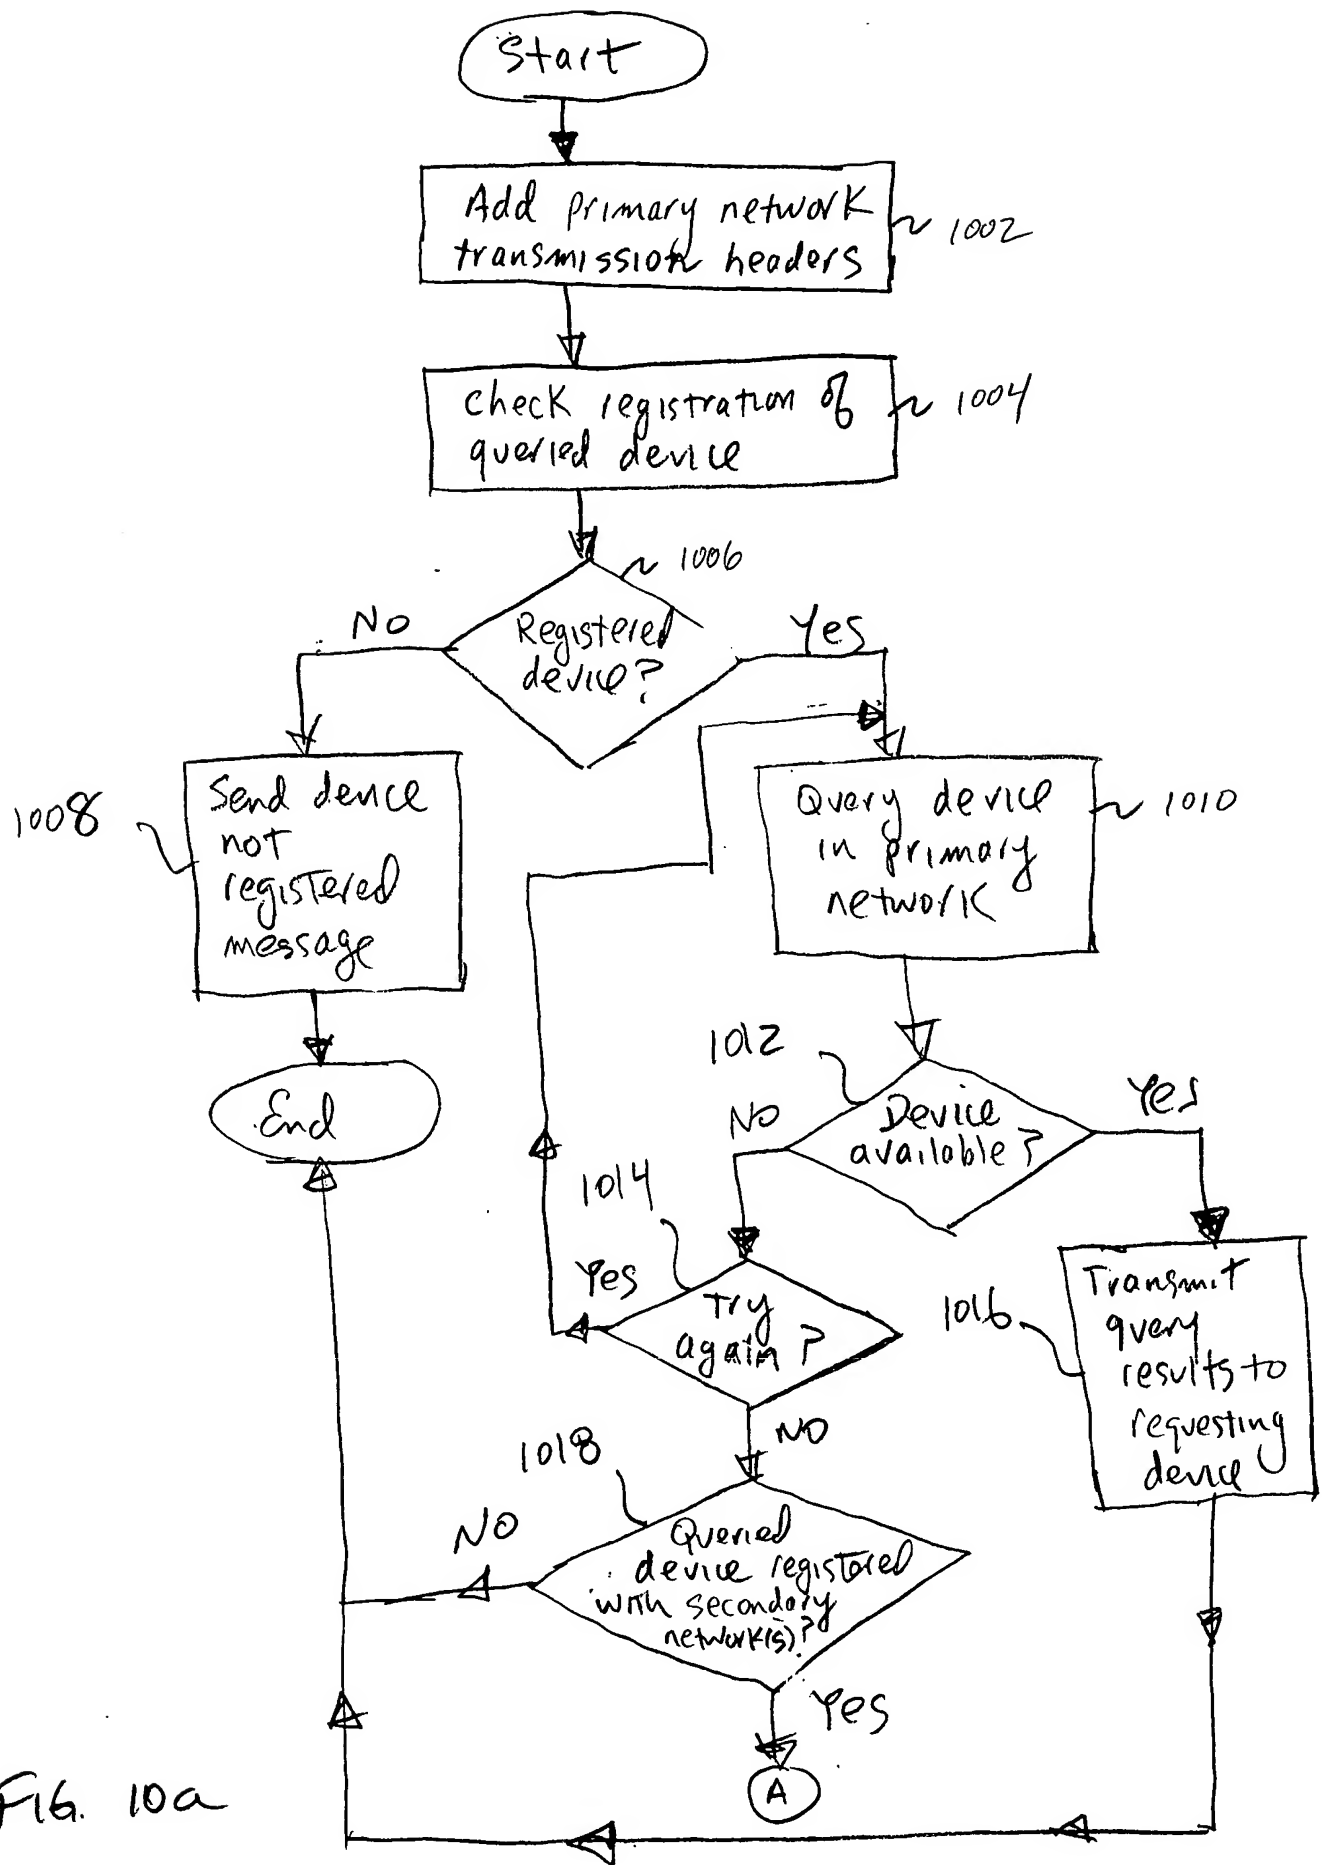 Start
Add primary network
transmission headers
1002
Check registration of
queried device
1004
1006
NO
Registered
device?
Yes
1008
Send device
not
registered
message
Query device
in primary
network
1010
End
1012
NO
Device
available?
Yes
1014
Yes
Try
again?
1016
Transmit
query
results to
requesting
device
NO
1018
NO
Queried
device registered
with secondary
network(s)?
Yes
A
FIG. 10a